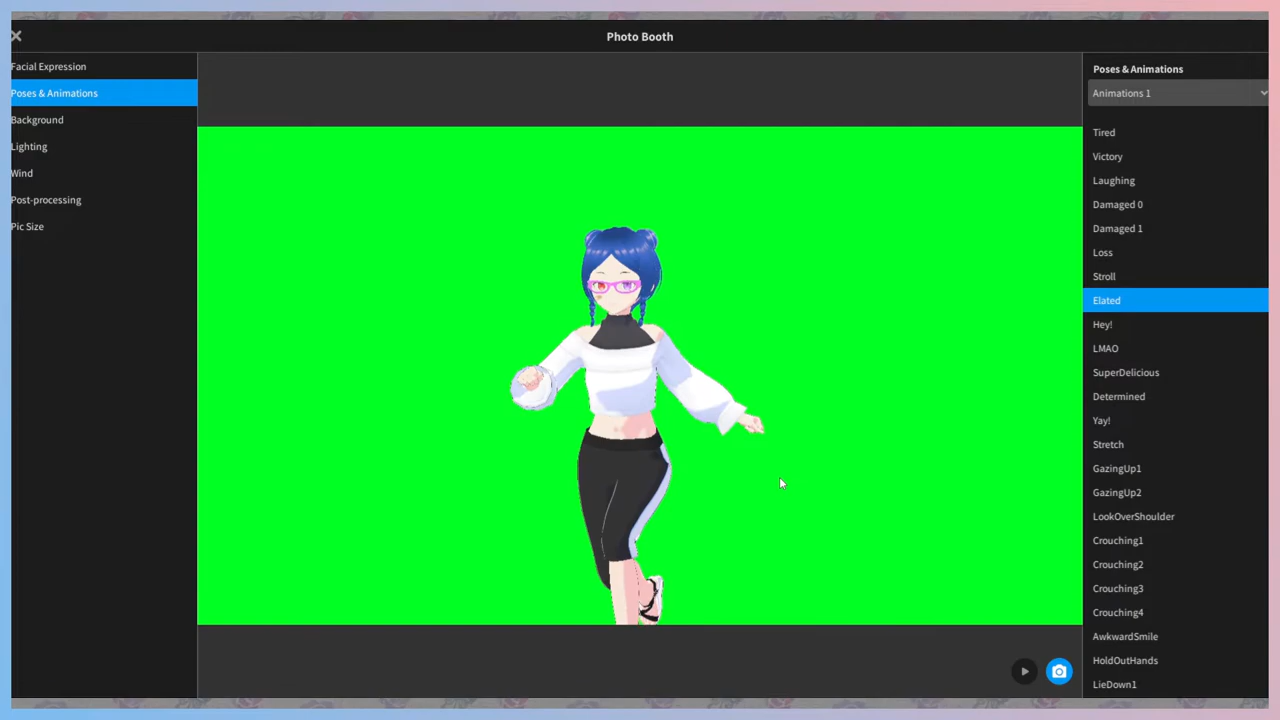 Photo Booth
Facial Expression
Poses & Animations
Background
Lighting
Wind
Post-processing
Pic Size
Poses & Animations
Animations 1
Tired
Victory
Laughing
Damaged 0
Damaged 1
Loss
Stroll
Elated
Hey!
LMAO
SuperDelicious
Determined
Yay!
Stretch
GazingUp1
GazingUp2
LookOverShoulder
Crouching1
Crouching2
Crouching3
Crouching4
AwkwardSmile
HoldOutHands
LieDown1